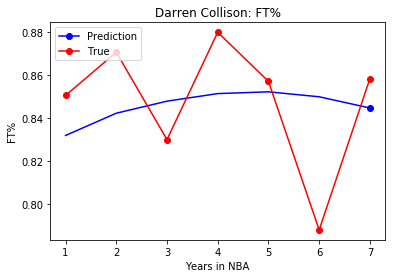 Darren Collison: FT%
Prediction
True
0.88
0.86
0.84
0.82
0.80
FT%
1 2 3 4 5 6 7
Years in NBA